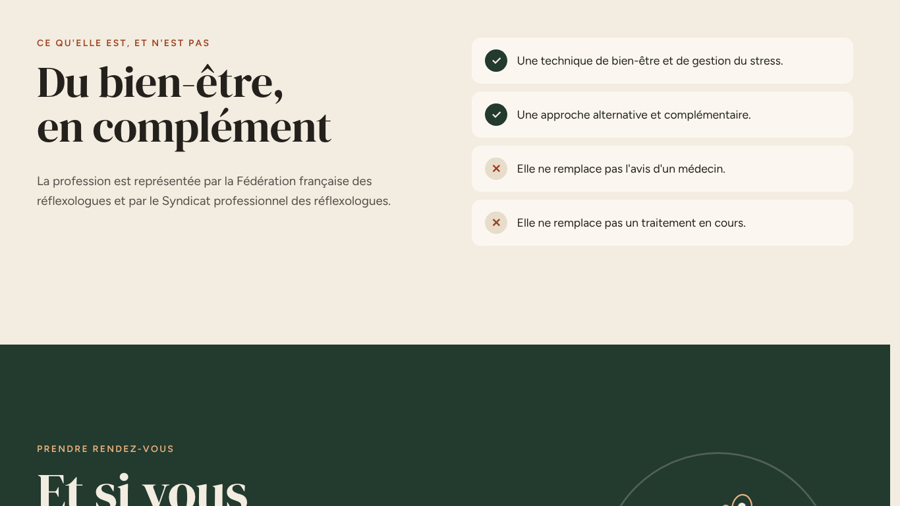 CE QU'ELLE EST, ET N'EST PAS
Du bien-être,
en complément
La profession est représentée par la Fédération française des
réflexologues et par le Syndicat professionnel des réflexologues.
Une technique de bien-être et de gestion du stress.
Une approche alternative et complémentaire.
Elle ne remplace pas l'avis d'un médecin.
Elle ne remplace pas un traitement en cours.
PRENDRE RENDEZ-VOUS
Et si vous